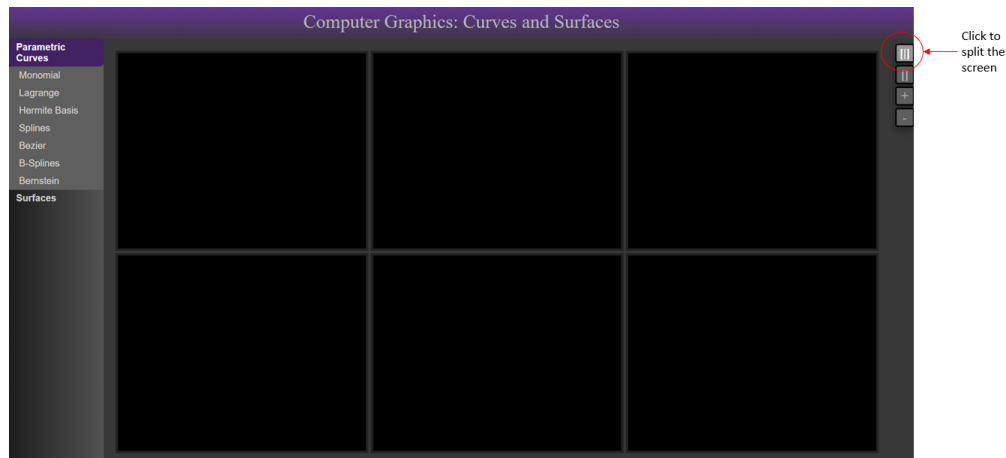 Computer Graphics: Curves and Surfaces
Parametric
Curves
Monomial
Lagrange
Hermite Basis
Splines
Bezier
B-Splines
Bernstein
Surfaces
|||
||
+
-
Click to
split the
screen